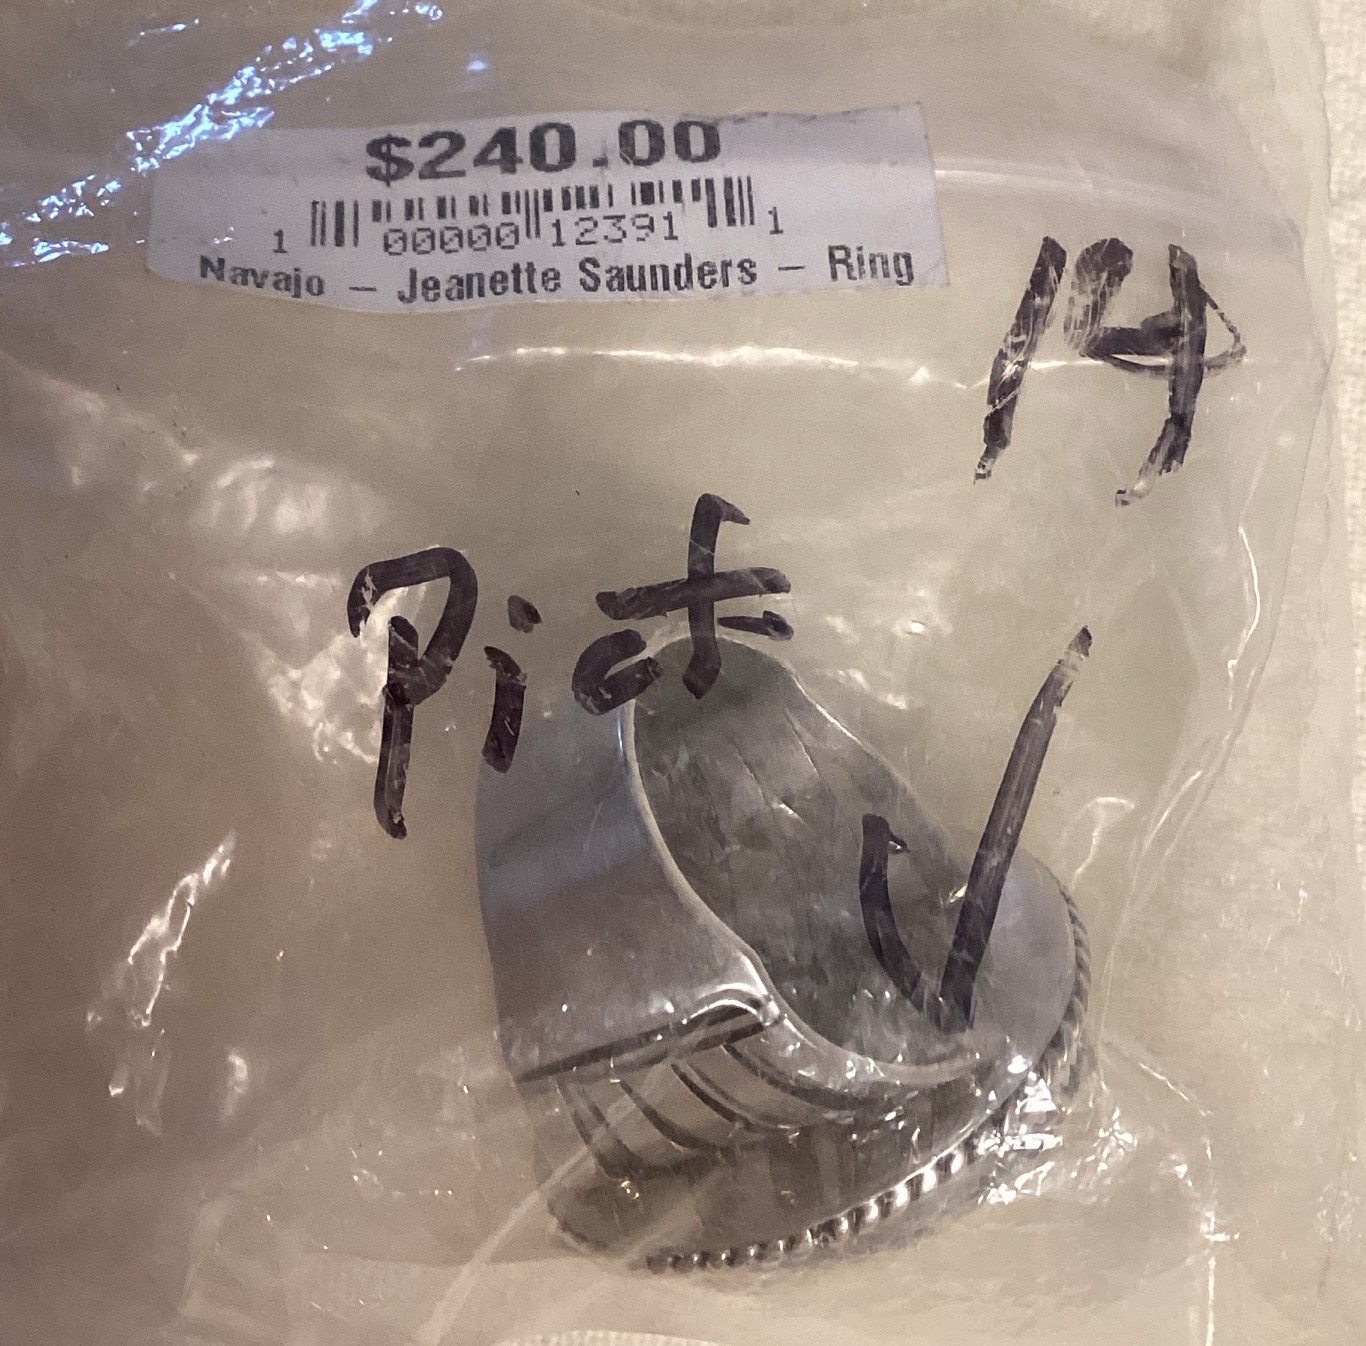 $240.00
1 00000 12391 1
Navajo – Jeanette Saunders – Ring
14
Pict